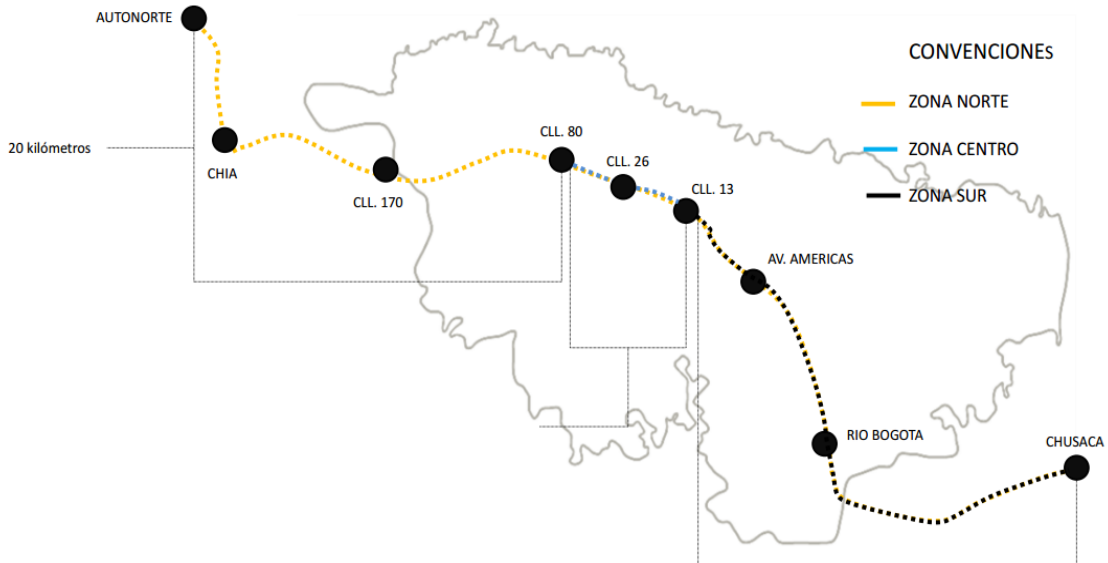 AUTONORTE
CONVENCIONEs
ZONA NORTE
CLL. 80
20 kilómetros
ZONA CENTRO
CLL. 26
CHIA
CLL. 13
ZONA SUR
CLL. 170
AV. AMERICAS
RIO BOGOTA
CHUSACA